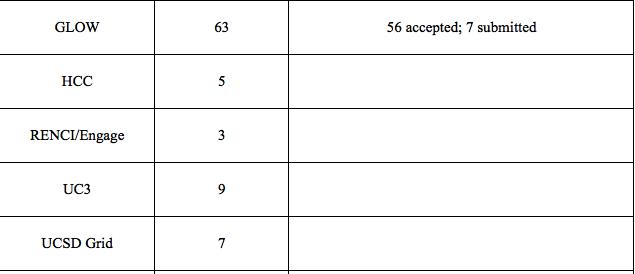 GLOW 63 56 accepted; 7 submitted
HCC 5
RENCI/Engage 3
UC3 9
UCSD Grid 7